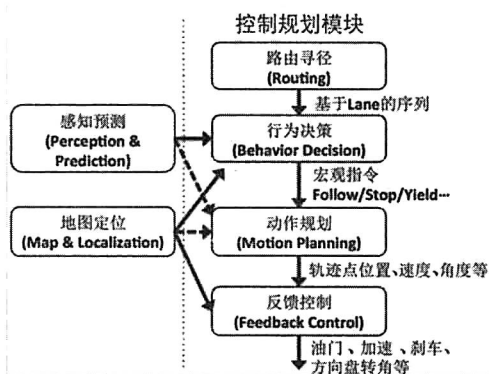 控制规划模块
路由寻径
(Routing)
基于Lane的序列
感知预测
(Perception &
Prediction)
行为决策
(Behavior Decision)
宏观指令
Follow/Stop/Yield…
地图定位
(Map & Localization)
动作规划
(Motion Planning)
轨迹点位置、速度、角度等
反馈控制
(Feedback Control)
油门、加速、刹车、
方向盘转角等